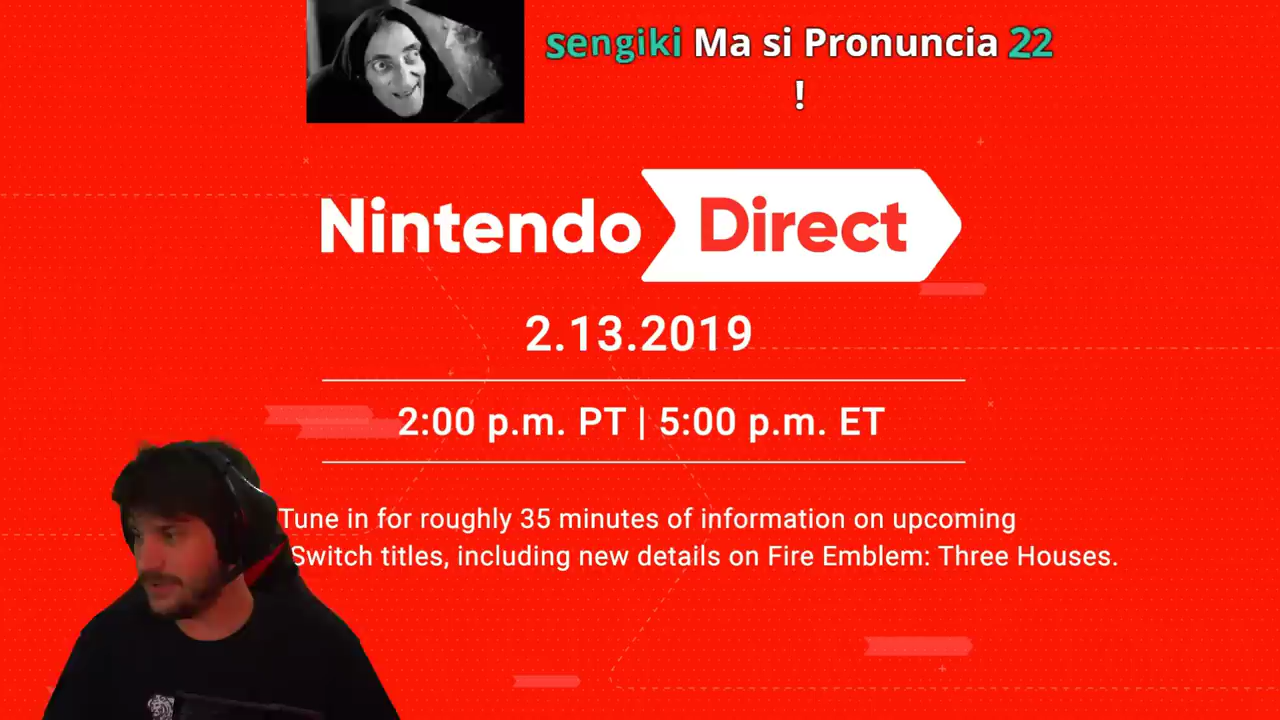 sengiki Ma si Pronuncia 22
!
Nintendo Direct
2.13.2019
2:00 p.m. PT | 5:00 p.m. ET
Tune in for roughly 35 minutes of information on upcoming
Switch titles, including new details on Fire Emblem: Three Houses.